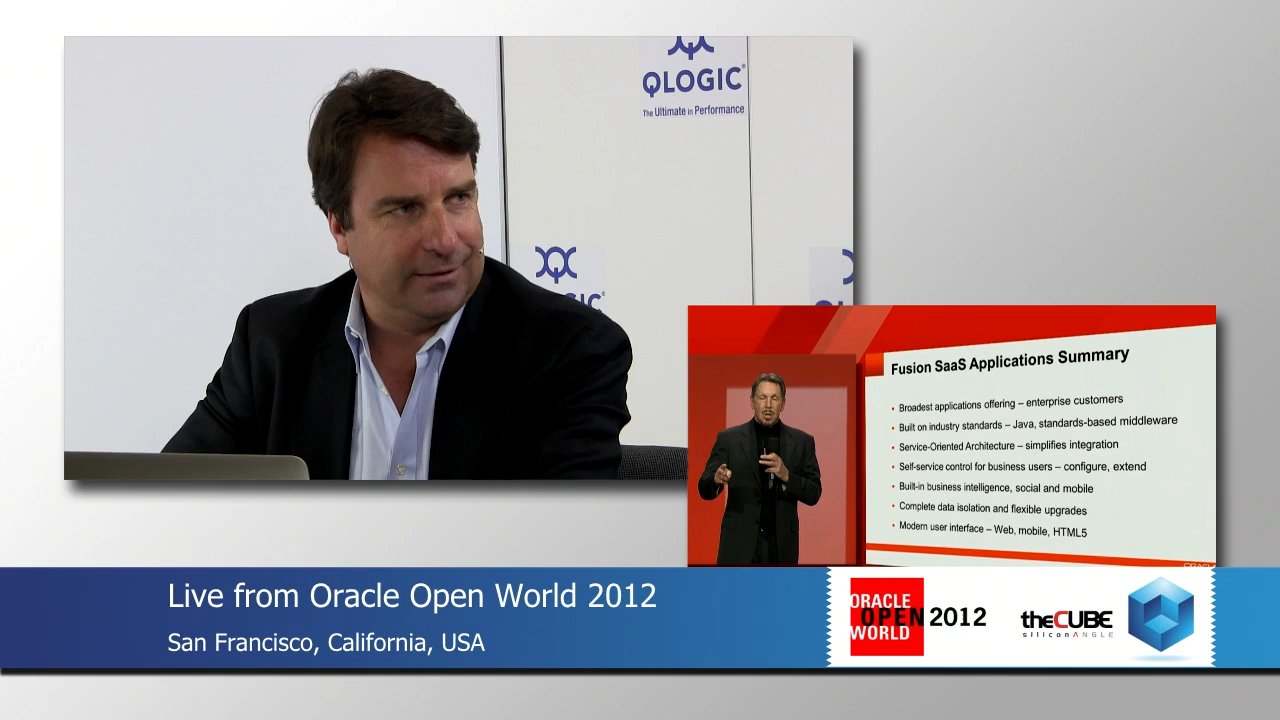 QLOGIC®
The Ultimate in Performance
Fusion SaaS Applications Summary
• Broadest applications offering – enterprise customers
• Built on industry standards – Java, standards-based middleware
• Service-Oriented Architecture – simplifies integration
• Self-service control for business users – configure, extend
• Built-in business intelligence, social and mobile
• Complete data isolation and flexible upgrades
• Modern user interface – Web, mobile, HTML5
Live from Oracle Open World 2012
San Francisco, California, USA
ORACLE
OPEN 2012
WORLD
theCUBE
siliconANGLE